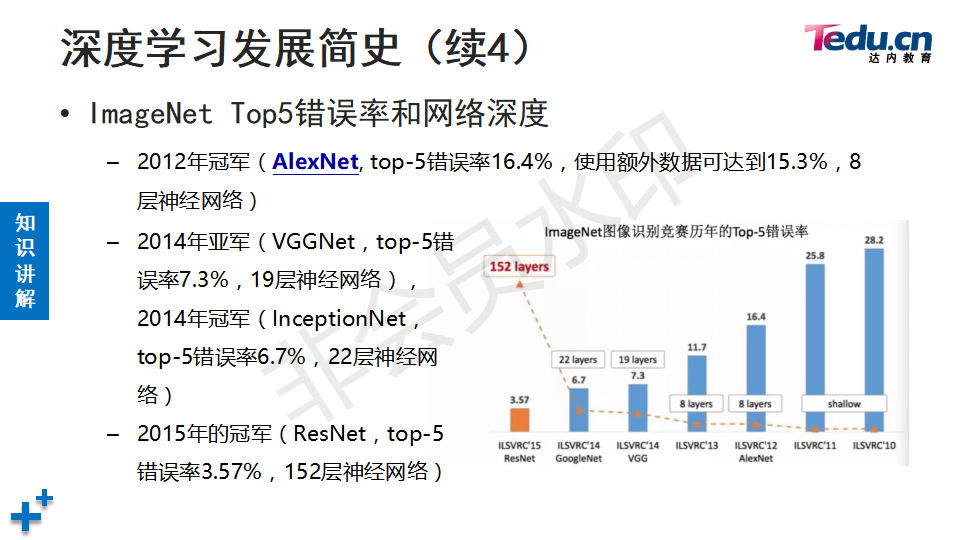 深度学习发展简史（续4）
Tedu.cn
达内教育
• ImageNet Top5错误率和网络深度
– 2012年冠军（AlexNet, top-5错误率16.4%，使用额外数据可达到15.3%，8
层神经网络）
知
识
讲
解
– 2014年亚军（VGGNet，top-5错
误率7.3%，19层神经网络），
2014年冠军（InceptionNet，
top-5错误率6.7%，22层神经网
络）
– 2015年的冠军（ResNet，top-5
错误率3.57%，152层神经网络）
ImageNet图像识别竞赛历年的Top-5错误率
28.2
25.8
152 layers
16.4
11.7
22 layers
19 layers
6.7
7.3
3.57
8 layers
8 layers
shallow
ILSVRC'15
ResNet
ILSVRC'14
GoogleNet
ILSVRC'14
VGG
ILSVRC'13
ILSVRC'12
AlexNet
ILSVRC'11
ILSVRC'10
非会员水印